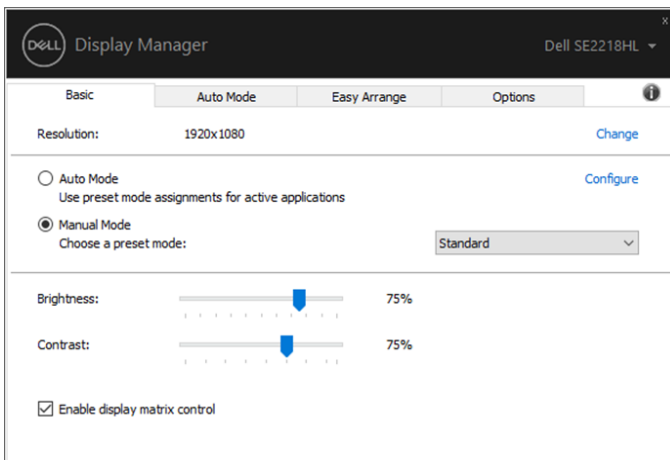 x
DELL Display Manager Dell SE2218HL
Basic Auto Mode Easy Arrange Options i
Resolution: 1920x1080 Change
Auto Mode Configure
Use preset mode assignments for active applications
Manual Mode
Choose a preset mode: Standard
Brightness: 75%
Contrast: 75%
Enable display matrix control